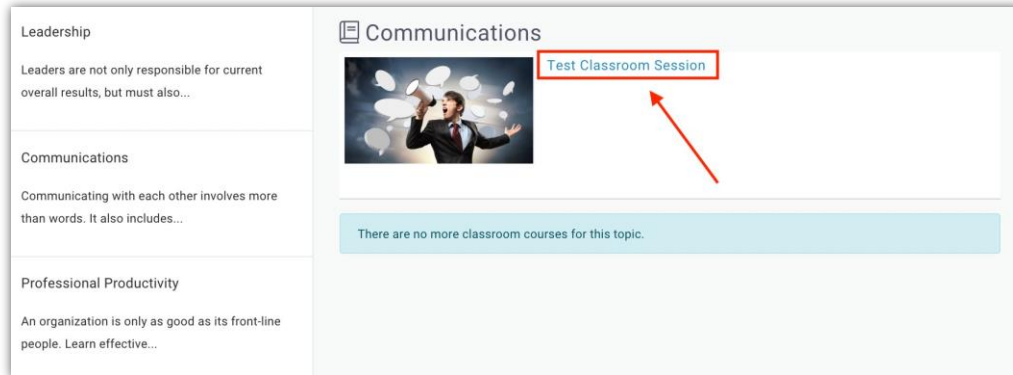 Leadership
Leaders are not only responsible for current
overall results, but must also...
Communications
Communicating with each other involves more
than words. It also includes...
Professional Productivity
An organization is only as good as its front-line
people. Learn effective...
Communications
Test Classroom Session
There are no more classroom courses for this topic.